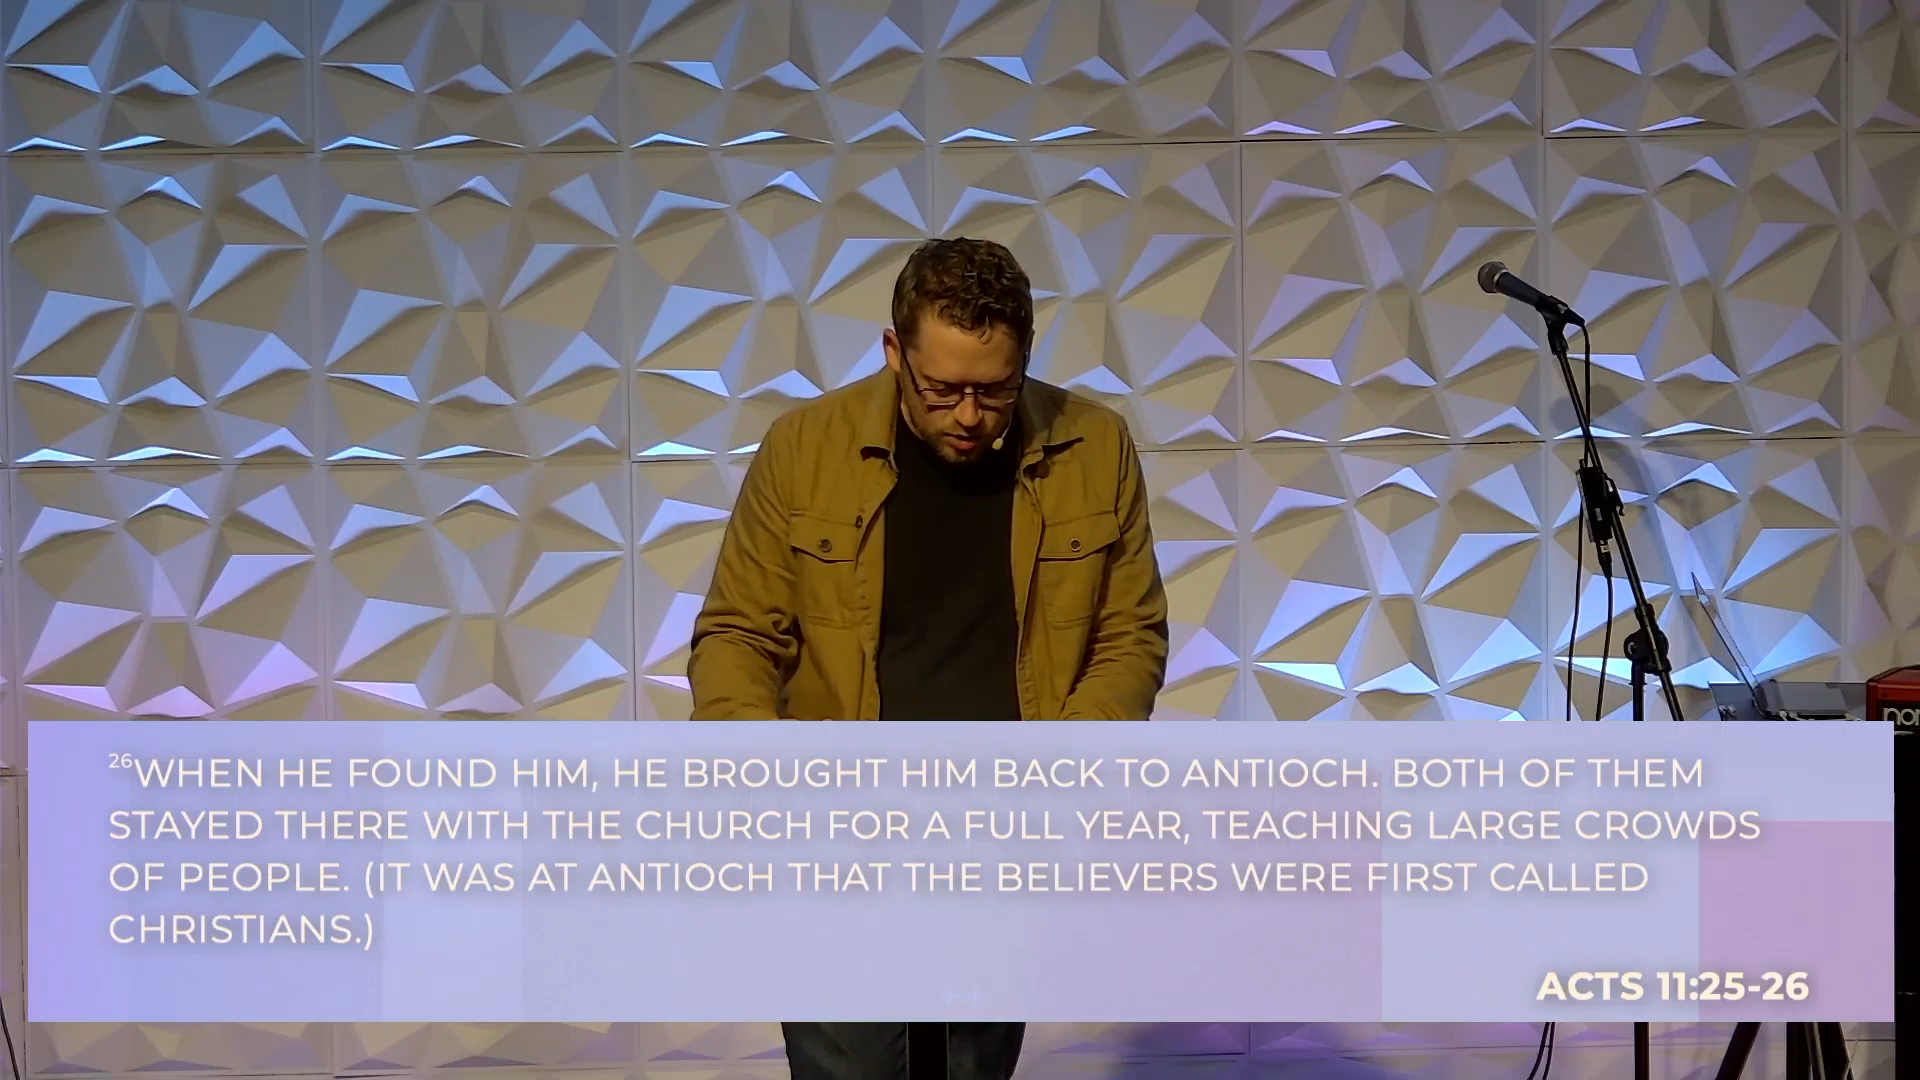 26WHEN HE FOUND HIM, HE BROUGHT HIM BACK TO ANTIOCH. BOTH OF THEM
STAYED THERE WITH THE CHURCH FOR A FULL YEAR, TEACHING LARGE CROWDS
OF PEOPLE. (IT WAS AT ANTIOCH THAT THE BELIEVERS WERE FIRST CALLED
CHRISTIANS.)
ACTS 11:25-26